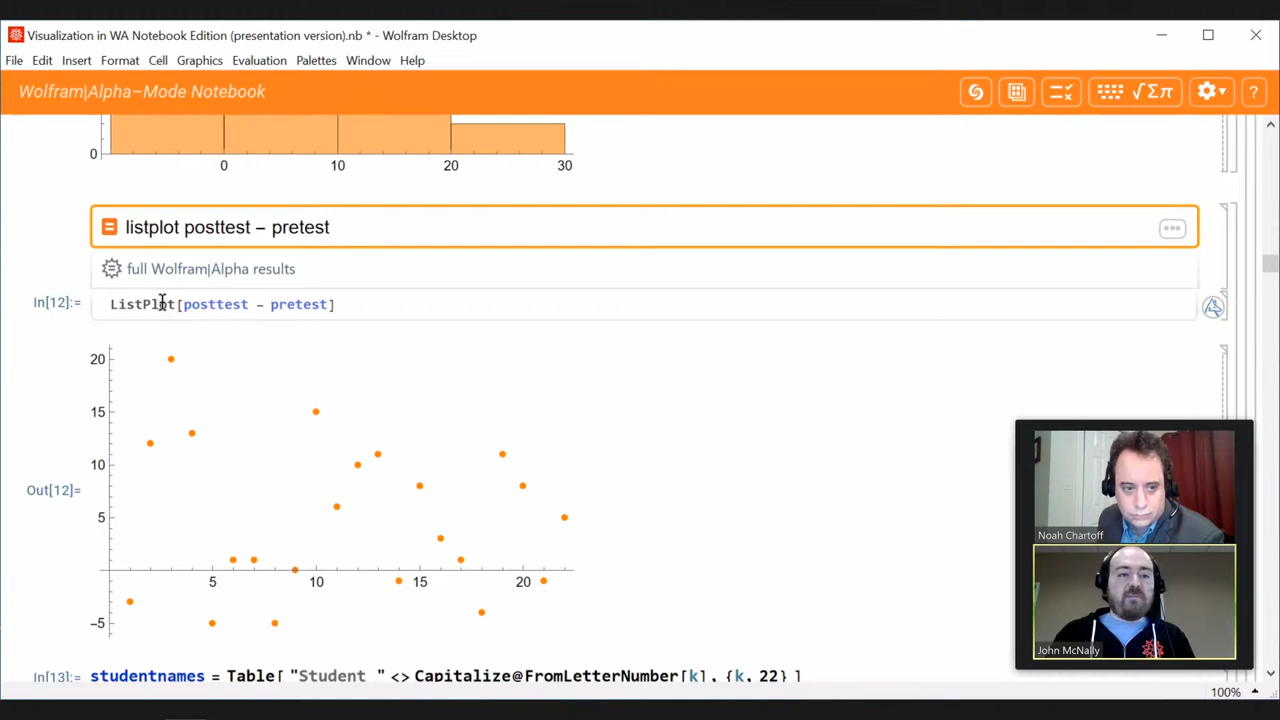 Visualization in WA Notebook Edition (presentation version).nb * - Wolfram Desktop
File Edit Insert Format Cell Graphics Evaluation Palettes Window Help
Wolfram|Alpha–Mode Notebook
√Σπ ?
0
0 10 20 30
listplot posttest – pretest
full Wolfram|Alpha results
In[12]:= ListPlot[posttest - pretest]
20
15
10
5
Out[12]=
5 10 15 20
-5
Noah Chartoff
John McNally
In[13]:= studentnames = Table[ "Student " <> Capitalize@FromLetterNumber[k], {k, 22} ]
100%